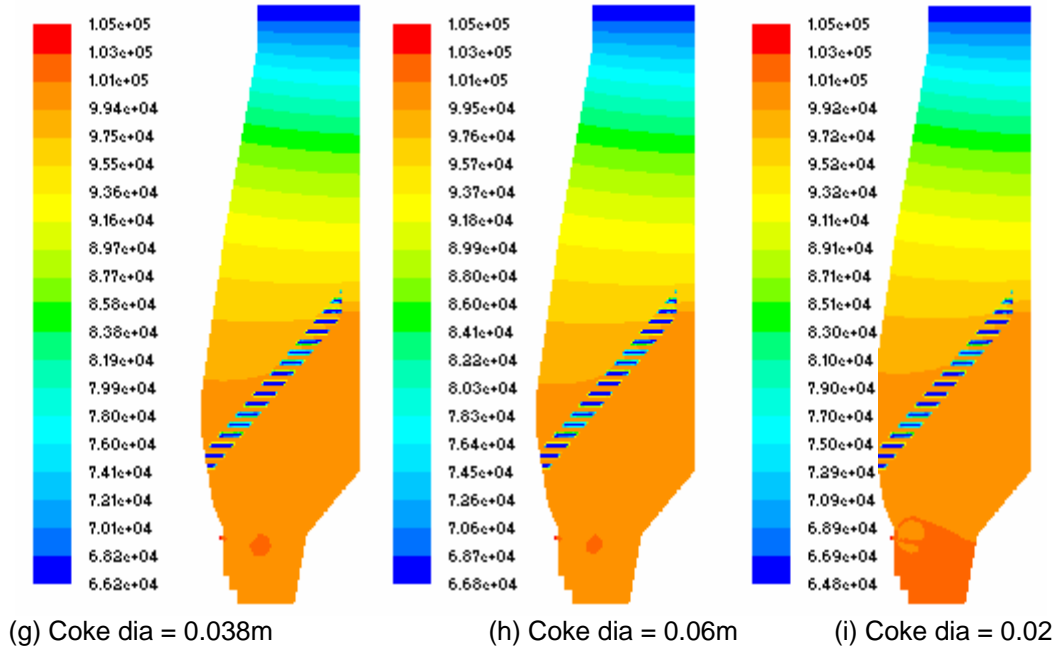 1.05e+05 1.05e+05 1.05e+05
1.03e+05 1.03e+05 1.03e+05
1.01e+05 1.01e+05 1.01e+05
9.94e+04 9.95e+04 9.92e+04
9.75e+04 9.76e+04 9.72e+04
9.55e+04 9.57e+04 9.52e+04
9.36e+04 9.37e+04 9.32e+04
9.16e+04 9.18e+04 9.11e+04
8.97e+04 8.99e+04 8.91e+04
8.77e+04 8.80e+04 8.71e+04
8.58e+04 8.60e+04 8.51e+04
8.38e+04 8.41e+04 8.30e+04
8.19e+04 8.22e+04 8.10e+04
7.99e+04 8.03e+04 7.90e+04
7.80e+04 7.83e+04 7.70e+04
7.60e+04 7.64e+04 7.50e+04
7.41e+04 7.45e+04 7.29e+04
7.21e+04 7.26e+04 7.09e+04
7.01e+04 7.06e+04 6.89e+04
6.82e+04 6.87e+04 6.69e+04
6.62e+04 6.68e+04 6.48e+04
(g) Coke dia = 0.038m (h) Coke dia = 0.06m (i) Coke dia = 0.02